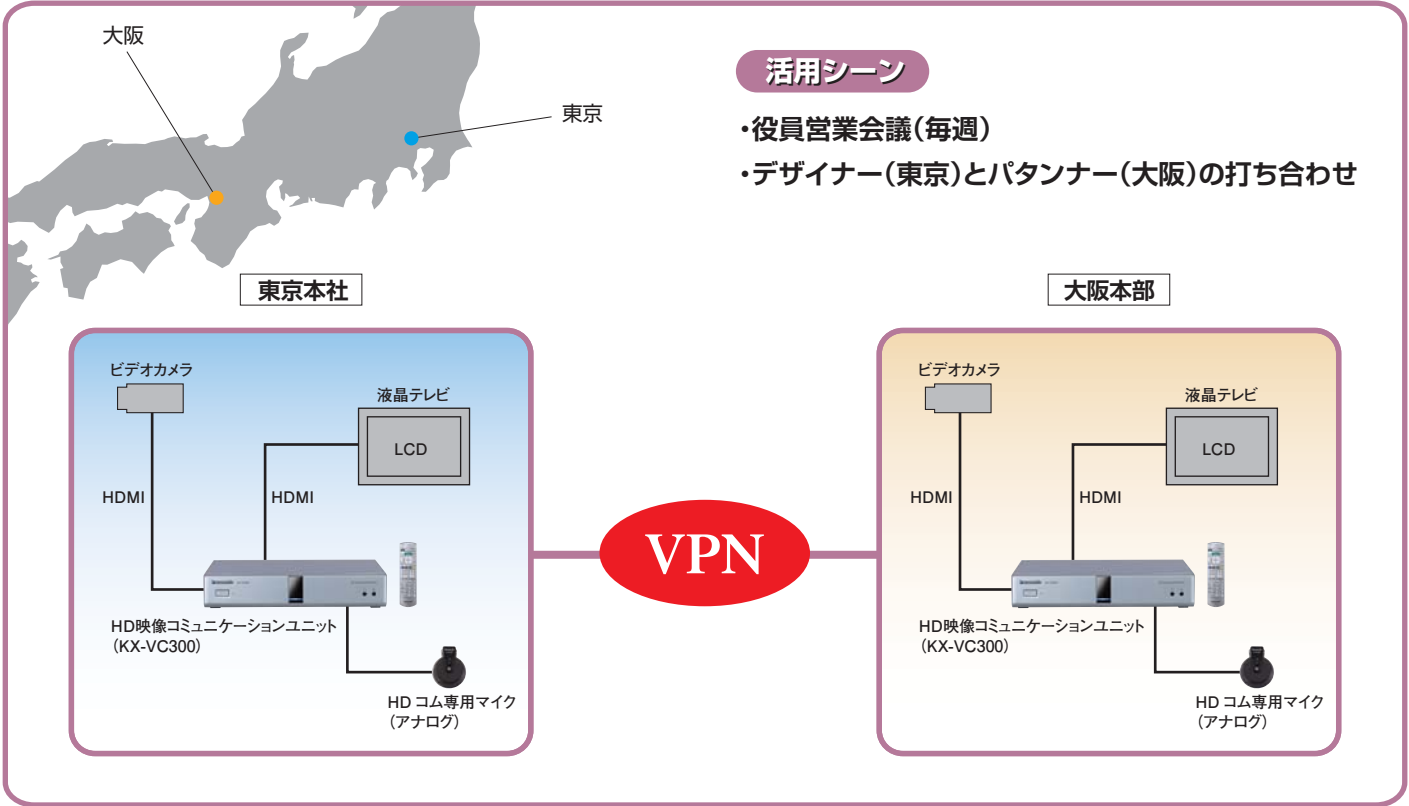 大阪
東京
活用シーン
・役員営業会議（毎週）
・デザイナー（東京）とパタンナー（大阪）の打ち合わせ
東京本社
ビデオカメラ
液晶テレビ
LCD
HDMI
HDMI
HD映像コミュニケーションユニット
（KX-VC300）
HDコム専用マイク
（アナログ）
VPN
大阪本部
ビデオカメラ
液晶テレビ
LCD
HDMI
HDMI
HD映像コミュニケーションユニット
（KX-VC300）
HDコム専用マイク
（アナログ）